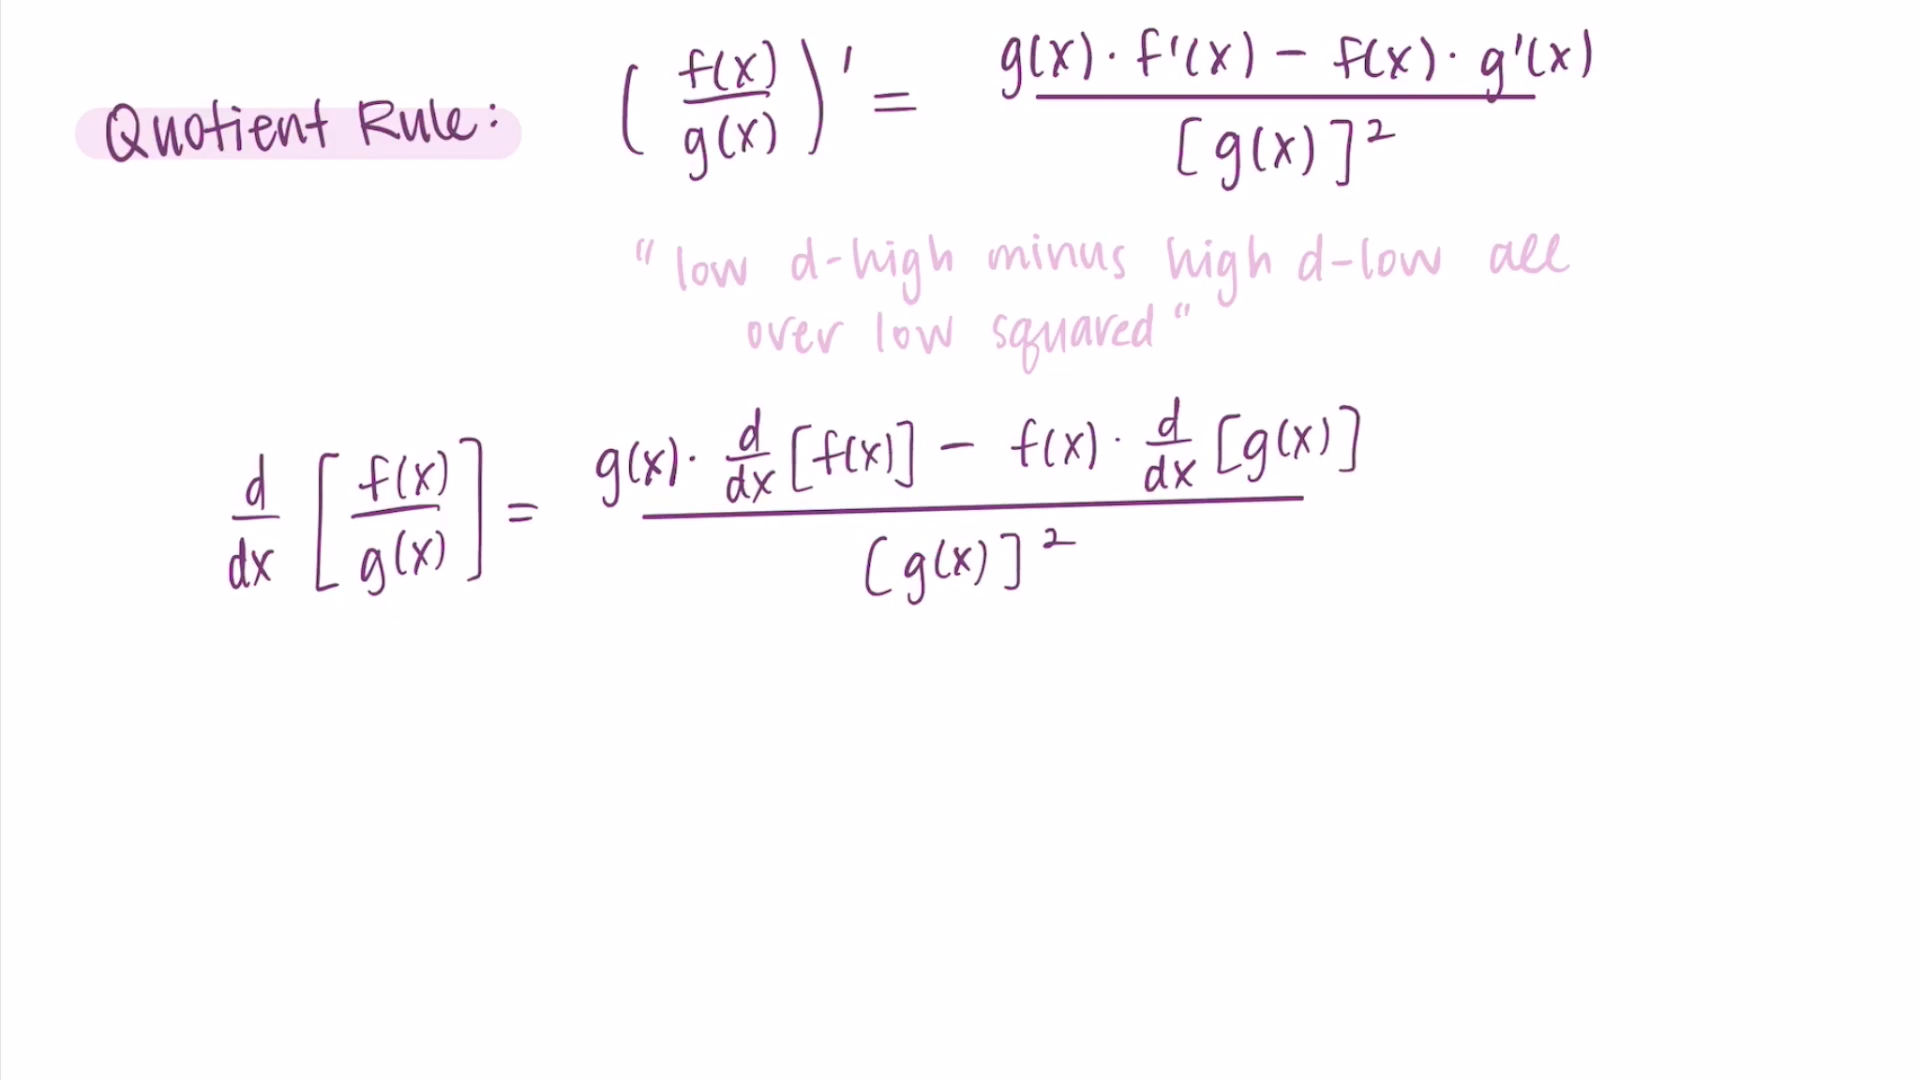 Quotient Rule: ( f(x) / g(x) )' = g(x) · f'(x) − f(x) · g'(x) / [g(x)]²
"low d-high minus high d-low all
over low squared"
d/dx [ f(x) / g(x) ] = g(x) · d/dx [f(x)] − f(x) · d/dx [g(x)] / [g(x)]²